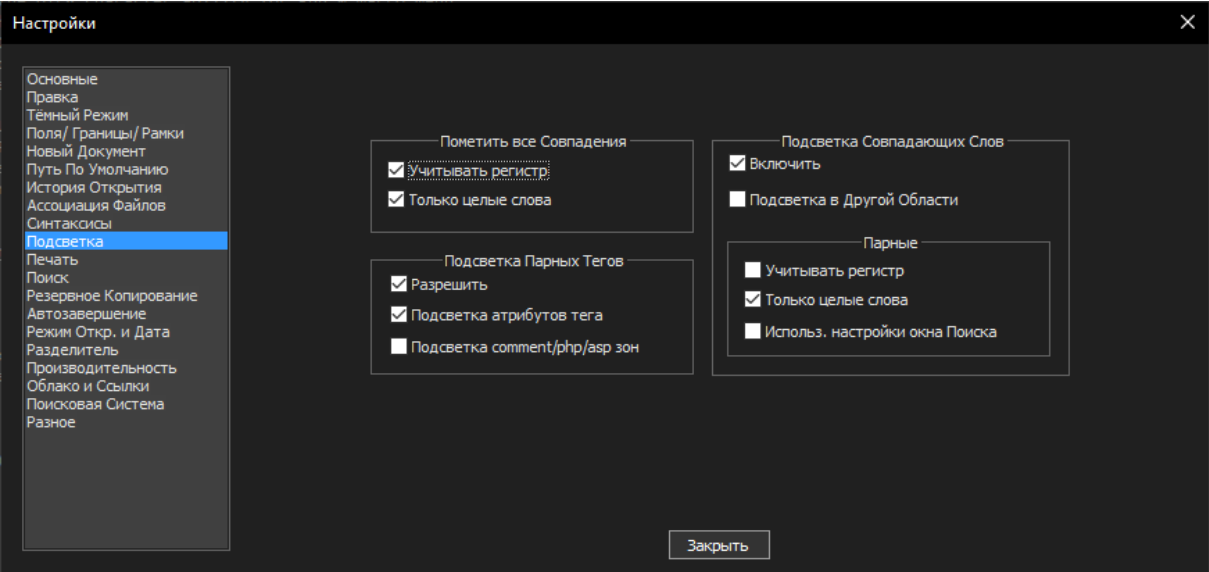 Настройки
Основные
Правка
Тёмный Режим
Поля/ Границы/ Рамки
Новый Документ
Путь По Умолчанию
История Открытия
Ассоциация Файлов
Синтаксисы
Подсветка
Печать
Поиск
Резервное Копирование
Автозавершение
Режим Откр. и Дата
Разделитель
Производительность
Облако и Ссылки
Поисковая Система
Разное
Пометить все Совпадения
Учитывать регистр
Только целые слова
Подсветка Парных Тегов
Разрешить
Подсветка атрибутов тега
Подсветка comment/php/asp зон
Подсветка Совпадающих Слов
Включить
Подсветка в Другой Области
Парные
Учитывать регистр
Только целые слова
Использ. настройки окна Поиска
Закрыть